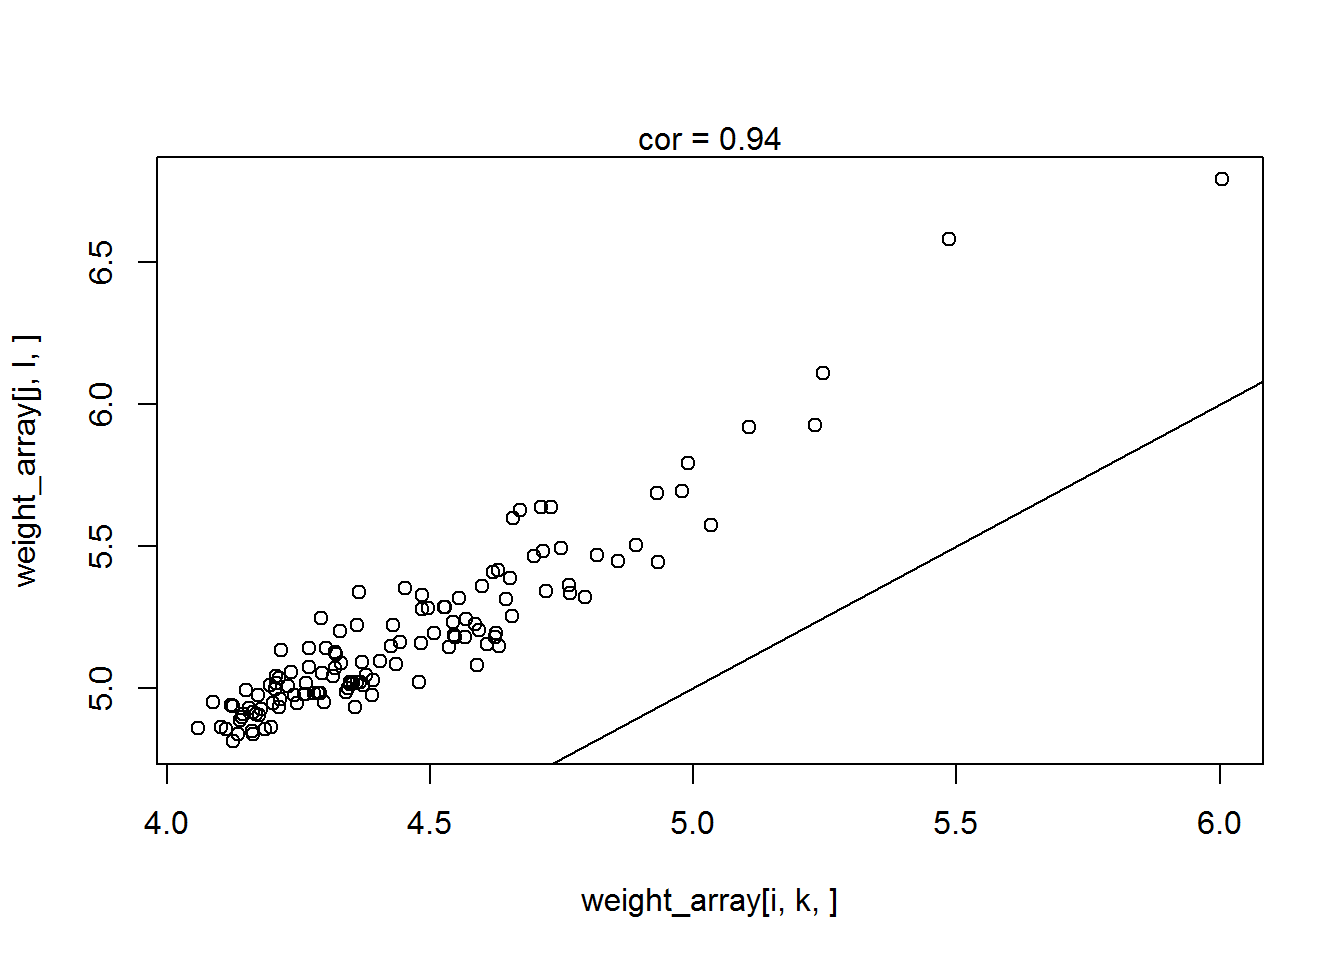 cor = 0.94
weight_array[j, l, ]
6.5
6.0
5.5
5.0
4.0 4.5 5.0 5.5 6.0
weight_array[i, k, ]